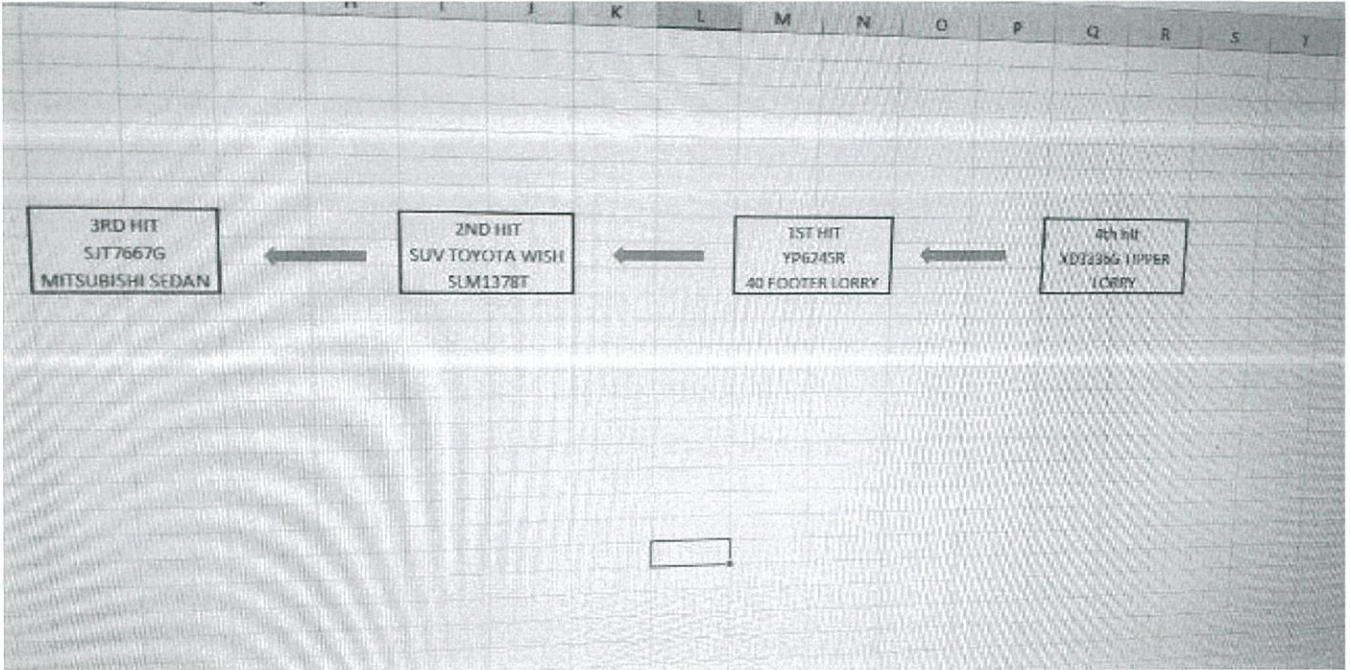 K L M N O P Q R S T
3RD HIT
SJT7667G
MITSUBISHI SEDAN
2ND HIT
SUV TOYOTA WISH
SLM1378T
1ST HIT
YP6245R
40 FOOTER LORRY
4th hit
TIPPER
LORRY